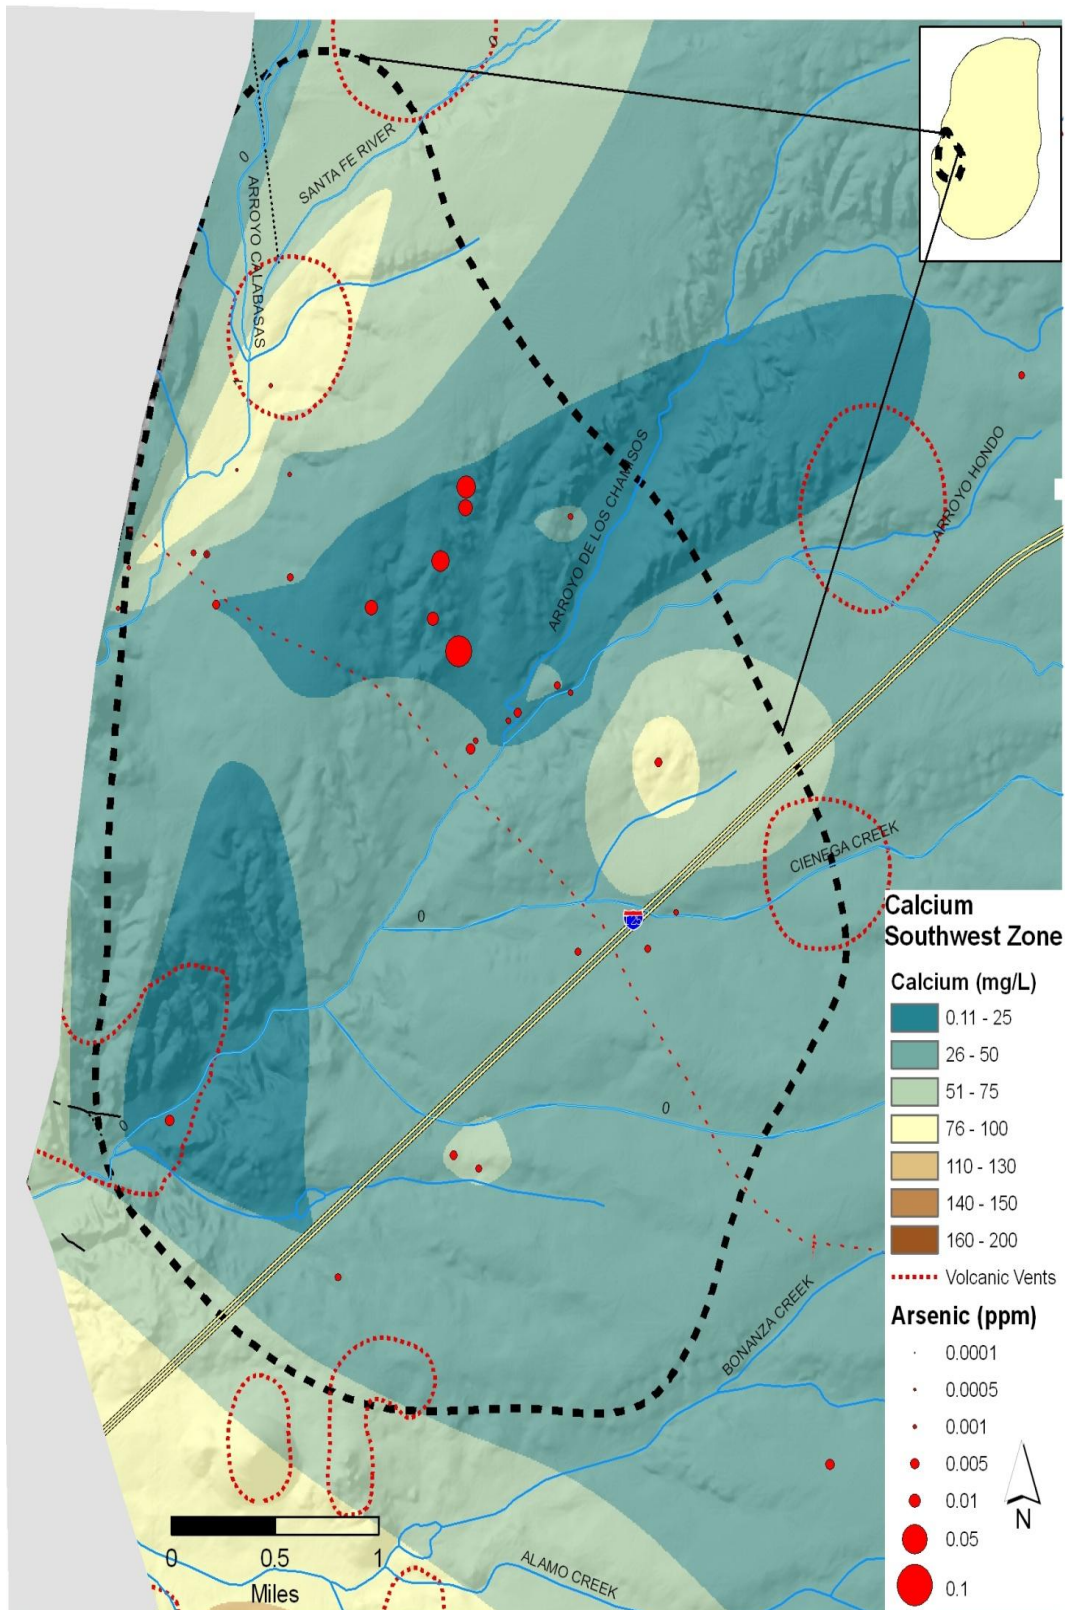 SANTA FE RIVER
0
ARROYO CALABASAS
ARROYO DE LOS CHAMISOS
ARROYO HONDO
CIENEGA CREEK
0
0
0
BONANZA CREEK
ALAMO CREEK
0 0.5 1
Miles
Calcium
Southwest Zone
Calcium (mg/L)
0.11 - 25
26 - 50
51 - 75
76 - 100
110 - 130
140 - 150
160 - 200
Volcanic Vents
Arsenic (ppm)
0.0001
0.0005
0.001
0.005
0.01
0.05
0.1
N